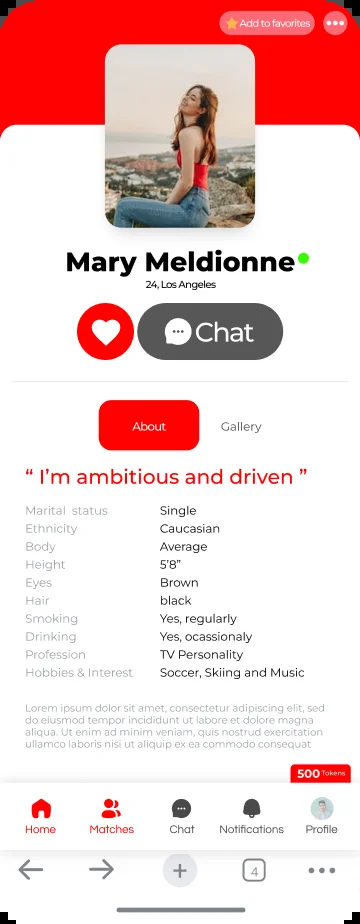 Add to favorites
Mary Meldionne
24, Los Angeles
Chat
About Gallery
“ I’m ambitious and driven ”
Marital status Single
Ethnicity Caucasian
Body Average
Height 5’8”
Eyes Brown
Hair black
Smoking Yes, regularly
Drinking Yes, ocassionaly
Profession TV Personality
Hobbies & Interest Soccer, Skiing and Music
Lorem ipsum dolor sit amet, consectetur adipiscing elit, sed
do eiusmod tempor incididunt ut labore et dolore magna
aliqua. Ut enim ad minim veniam, quis nostrud exercitation
ullamco laboris nisi ut aliquip ex ea commodo consequat
500 Tokens
Home Matches Chat Notifications Profile
4